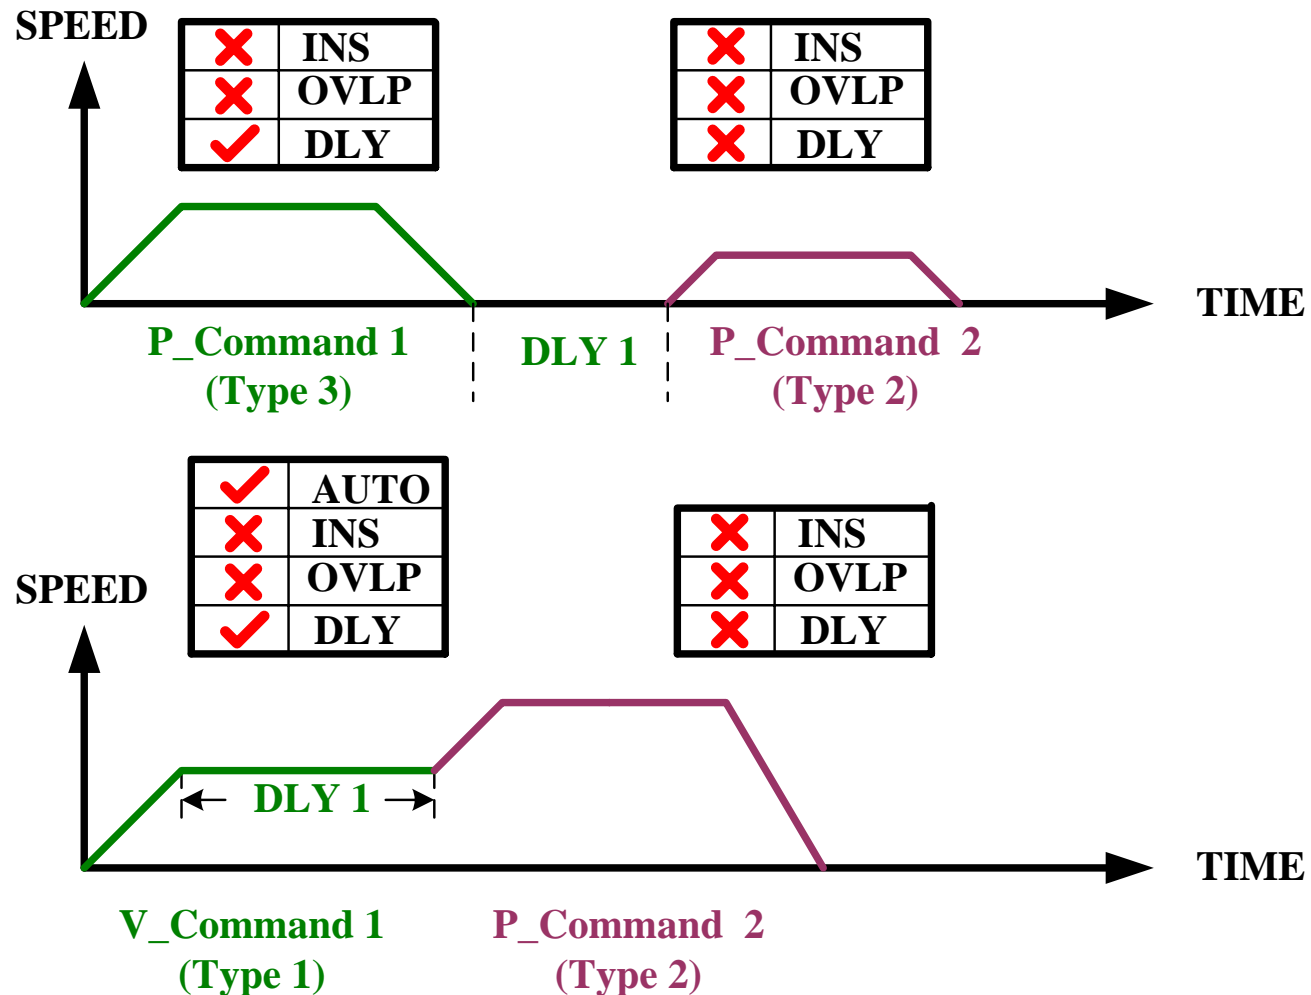 SPEED
INS
OVLP
DLY
INS
OVLP
DLY
TIME
P_Command 1
(Type 3)
DLY 1
P_Command 2
(Type 2)
SPEED
AUTO
INS
OVLP
DLY
INS
OVLP
DLY
DLY 1
TIME
V_Command 1
(Type 1)
P_Command 2
(Type 2)